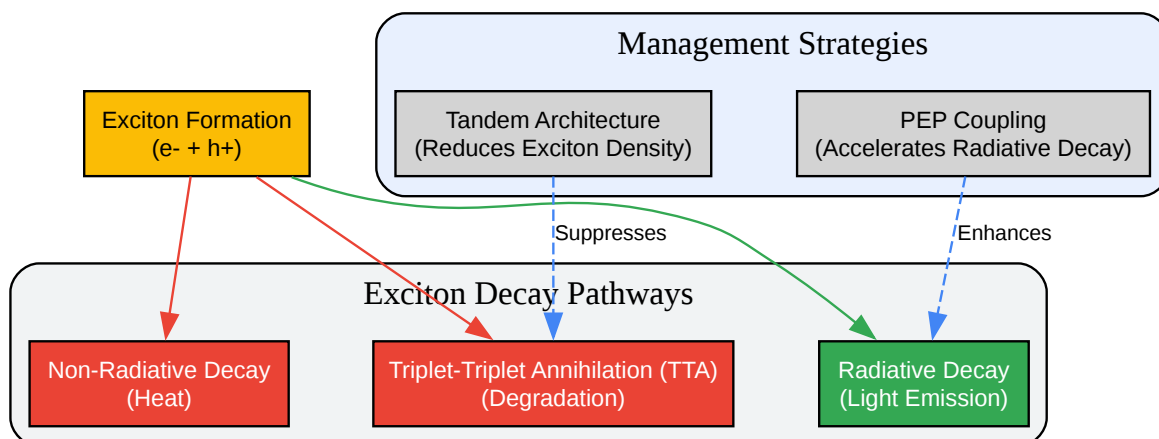 Management Strategies
Exciton Formation
(e- + h+)
Tandem Architecture
(Reduces Exciton Density)
PEP Coupling
(Accelerates Radiative Decay)
Suppresses
Enhances
Exciton Decay Pathways
Non-Radiative Decay
(Heat)
Triplet-Triplet Annihilation (TTA)
(Degradation)
Radiative Decay
(Light Emission)